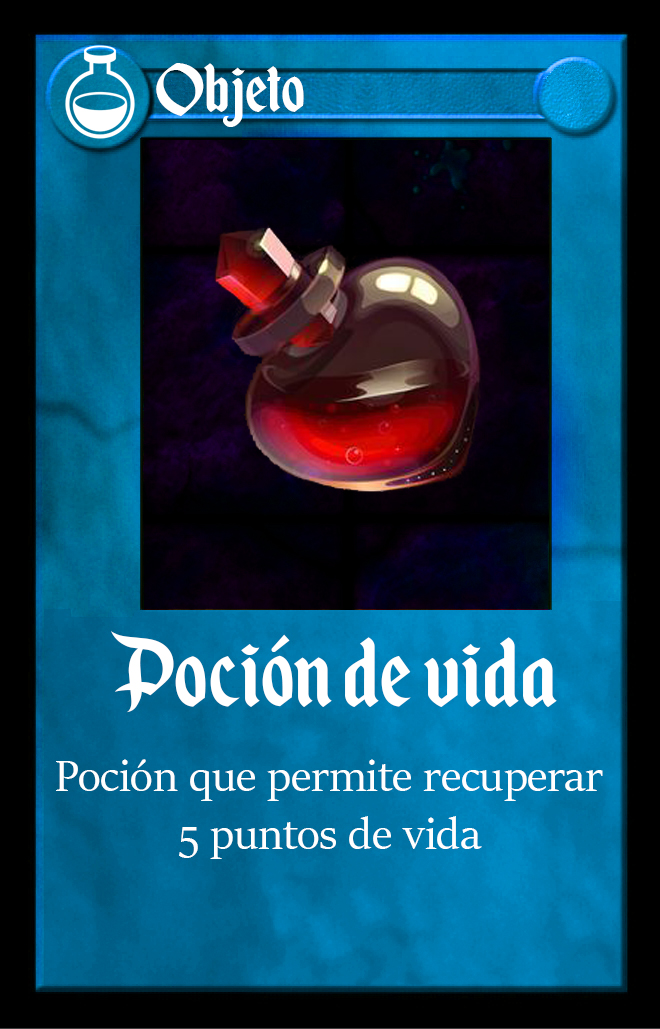 Objeto
Poción de vida
Poción que permite recuperar
5 puntos de vida